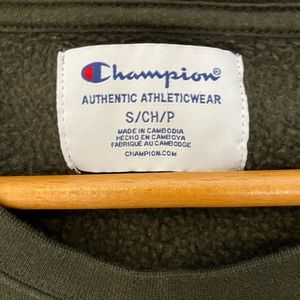 Champion®
AUTHENTIC ATHLETICWEAR
S/CH/P
MADE IN CAMBODIA
HECHO EN CAMBOYA
FABRIQUÉ AU CAMBODGE
CHAMPION.COM